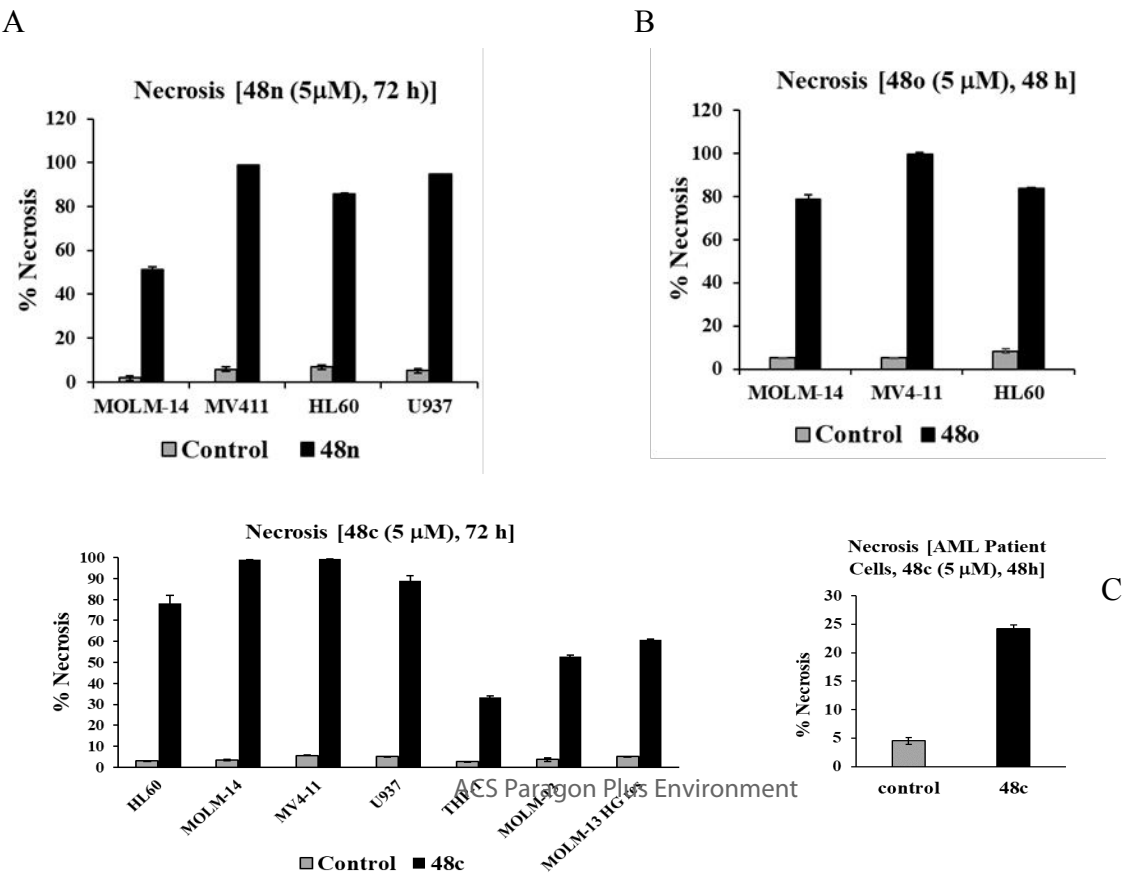 A
B
Necrosis [48n (5μM), 72 h)]
120
100
80
60
40
20
0
% Necrosis
MOLM-14 MV411 HL60 U937
Control 48n
Necrosis [48o (5 μM), 48 h]
120
100
80
60
40
20
0
% Necrosis
MOLM-14 MV4-11 HL60
Control 48o
Necrosis [48c (5 μM), 72 h]
100
90
80
70
60
50
40
30
20
10
0
% Necrosis
HL60 MOLM-14 MV4-11 U937 MOLM-13 HG
Control 48c
Necrosis [AML Patient
Cells, 48c (5 μM), 48h]
C
30
25
20
15
10
5
0
% Necrosis
control 48c
ACS Paragon Plus Environment